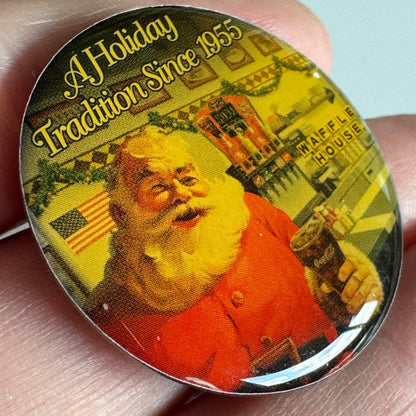 A Holiday
Tradition Since 1955
WAFFLE
HOUSE